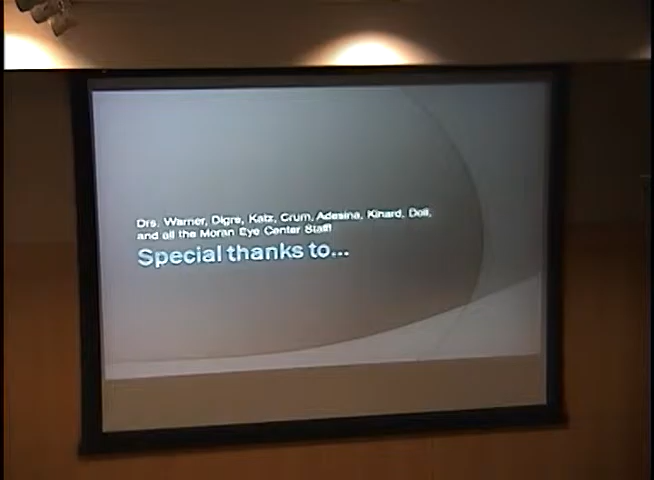 Drs. Warner, Digre, Katz, Crum, Adesina, Kinard, Doll,
and all the Moran Eye Center Staff!
Special thanks to...